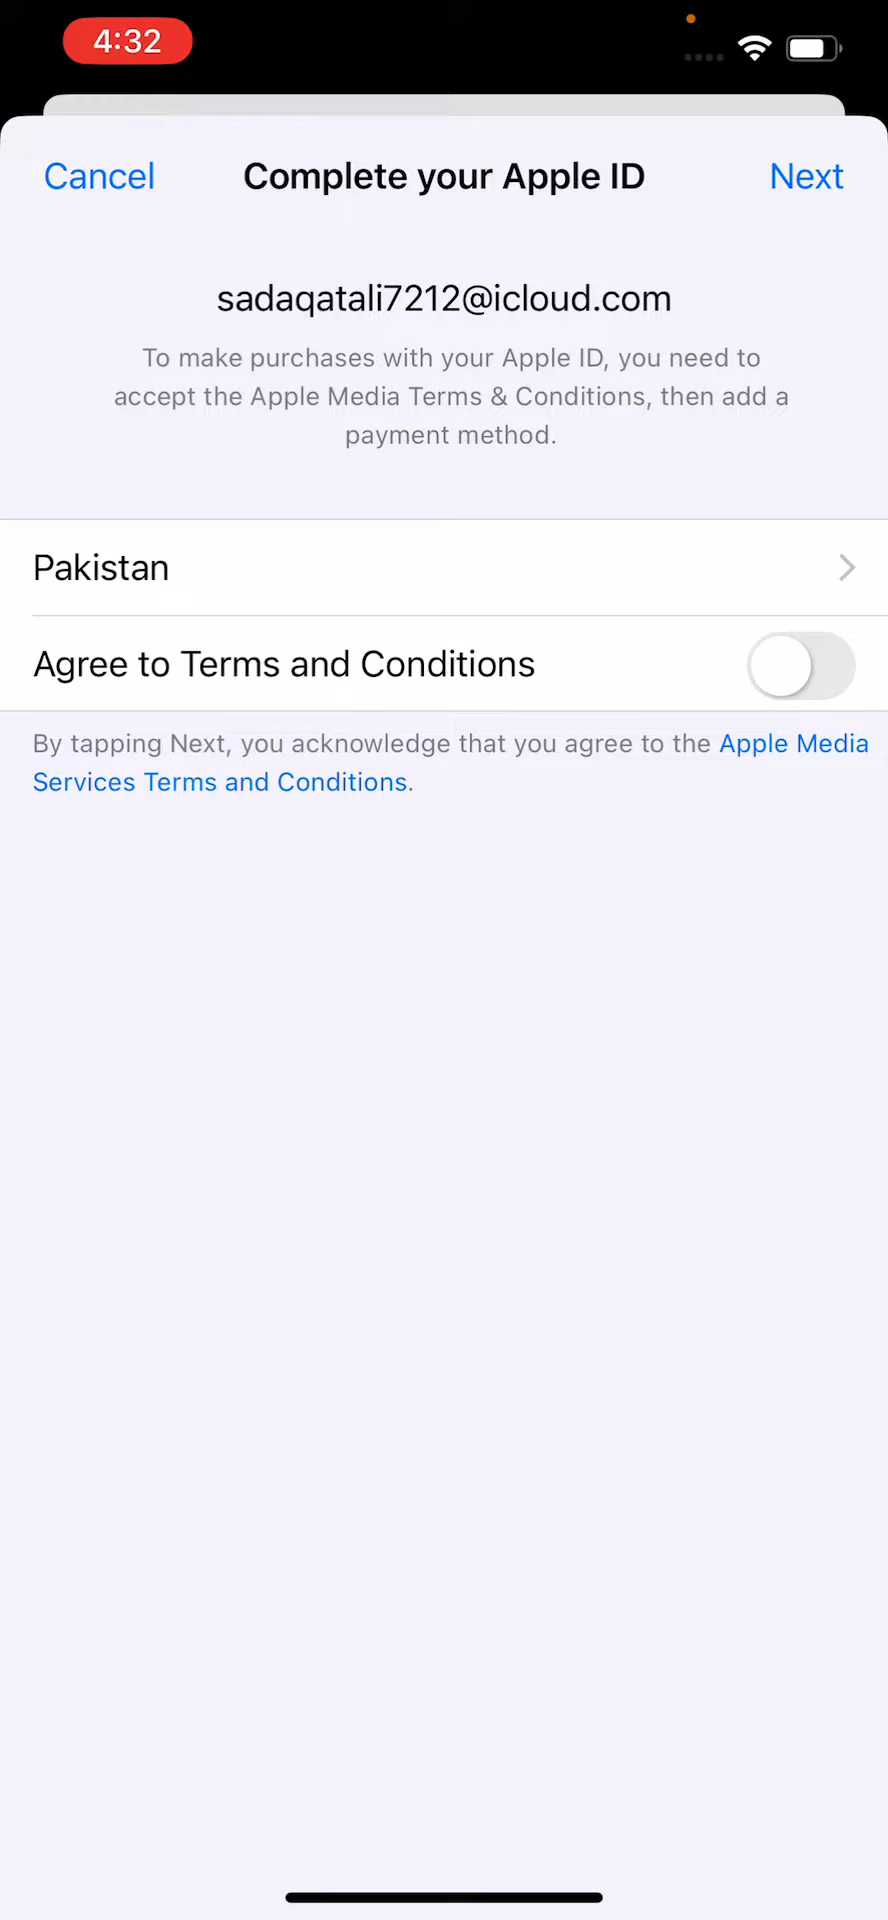 4:32
Cancel Complete your Apple ID Next
sadaqatali7212@icloud.com
To make purchases with your Apple ID, you need to
accept the Apple Media Terms & Conditions, then add a
payment method.
Pakistan
Agree to Terms and Conditions
By tapping Next, you acknowledge that you agree to the Apple Media
Services Terms and Conditions.